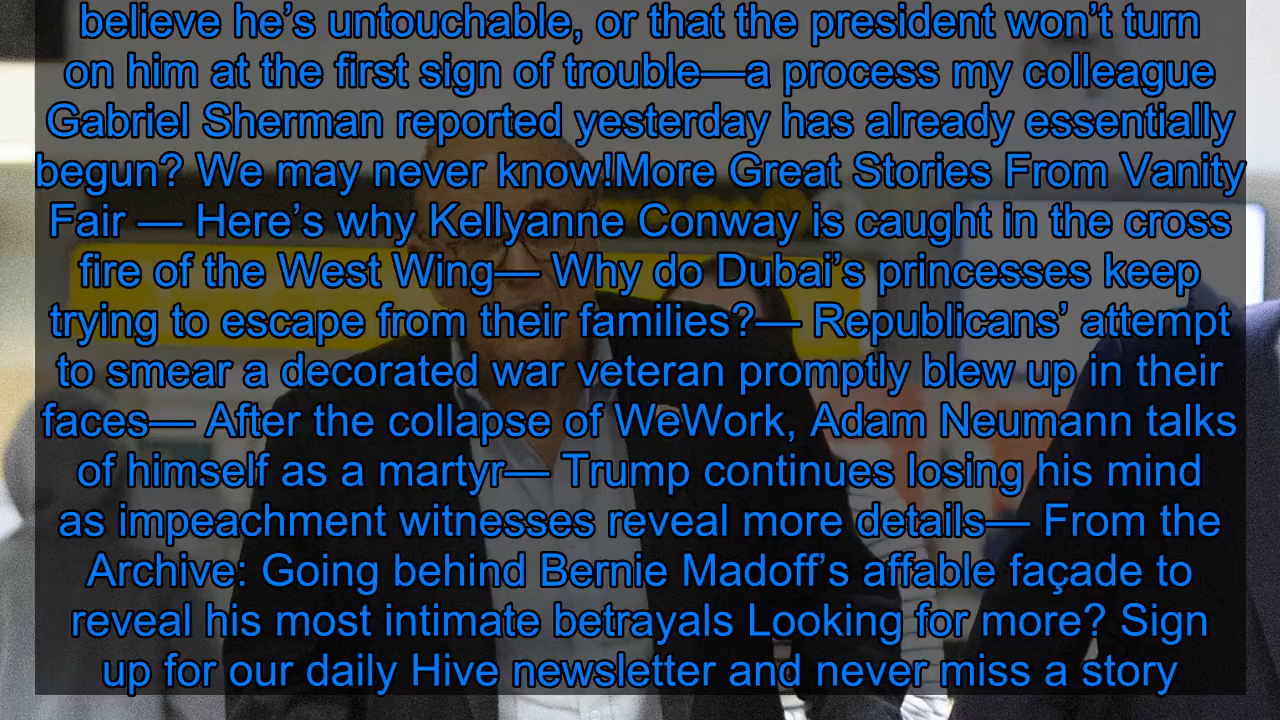 believe he’s untouchable, or that the president won’t turn
on him at the first sign of trouble—a process my colleague
Gabriel Sherman reported yesterday has already essentially
begun? We may never know!More Great Stories From Vanity
Fair — Here’s why Kellyanne Conway is caught in the cross
fire of the West Wing— Why do Dubai’s princesses keep
trying to escape from their families?— Republicans’ attempt
to smear a decorated war veteran promptly blew up in their
faces— After the collapse of WeWork, Adam Neumann talks
of himself as a martyr— Trump continues losing his mind
as impeachment witnesses reveal more details— From the
Archive: Going behind Bernie Madoff’s affable façade to
reveal his most intimate betrayals Looking for more? Sign
up for our daily Hive newsletter and never miss a story